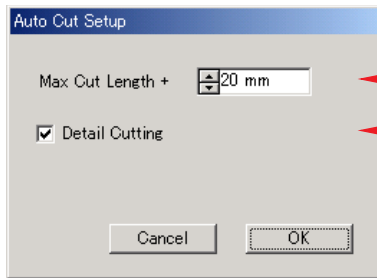 Auto Cut Setup
Max Cut Length + 20 mm
Detail Cutting
Cancel OK